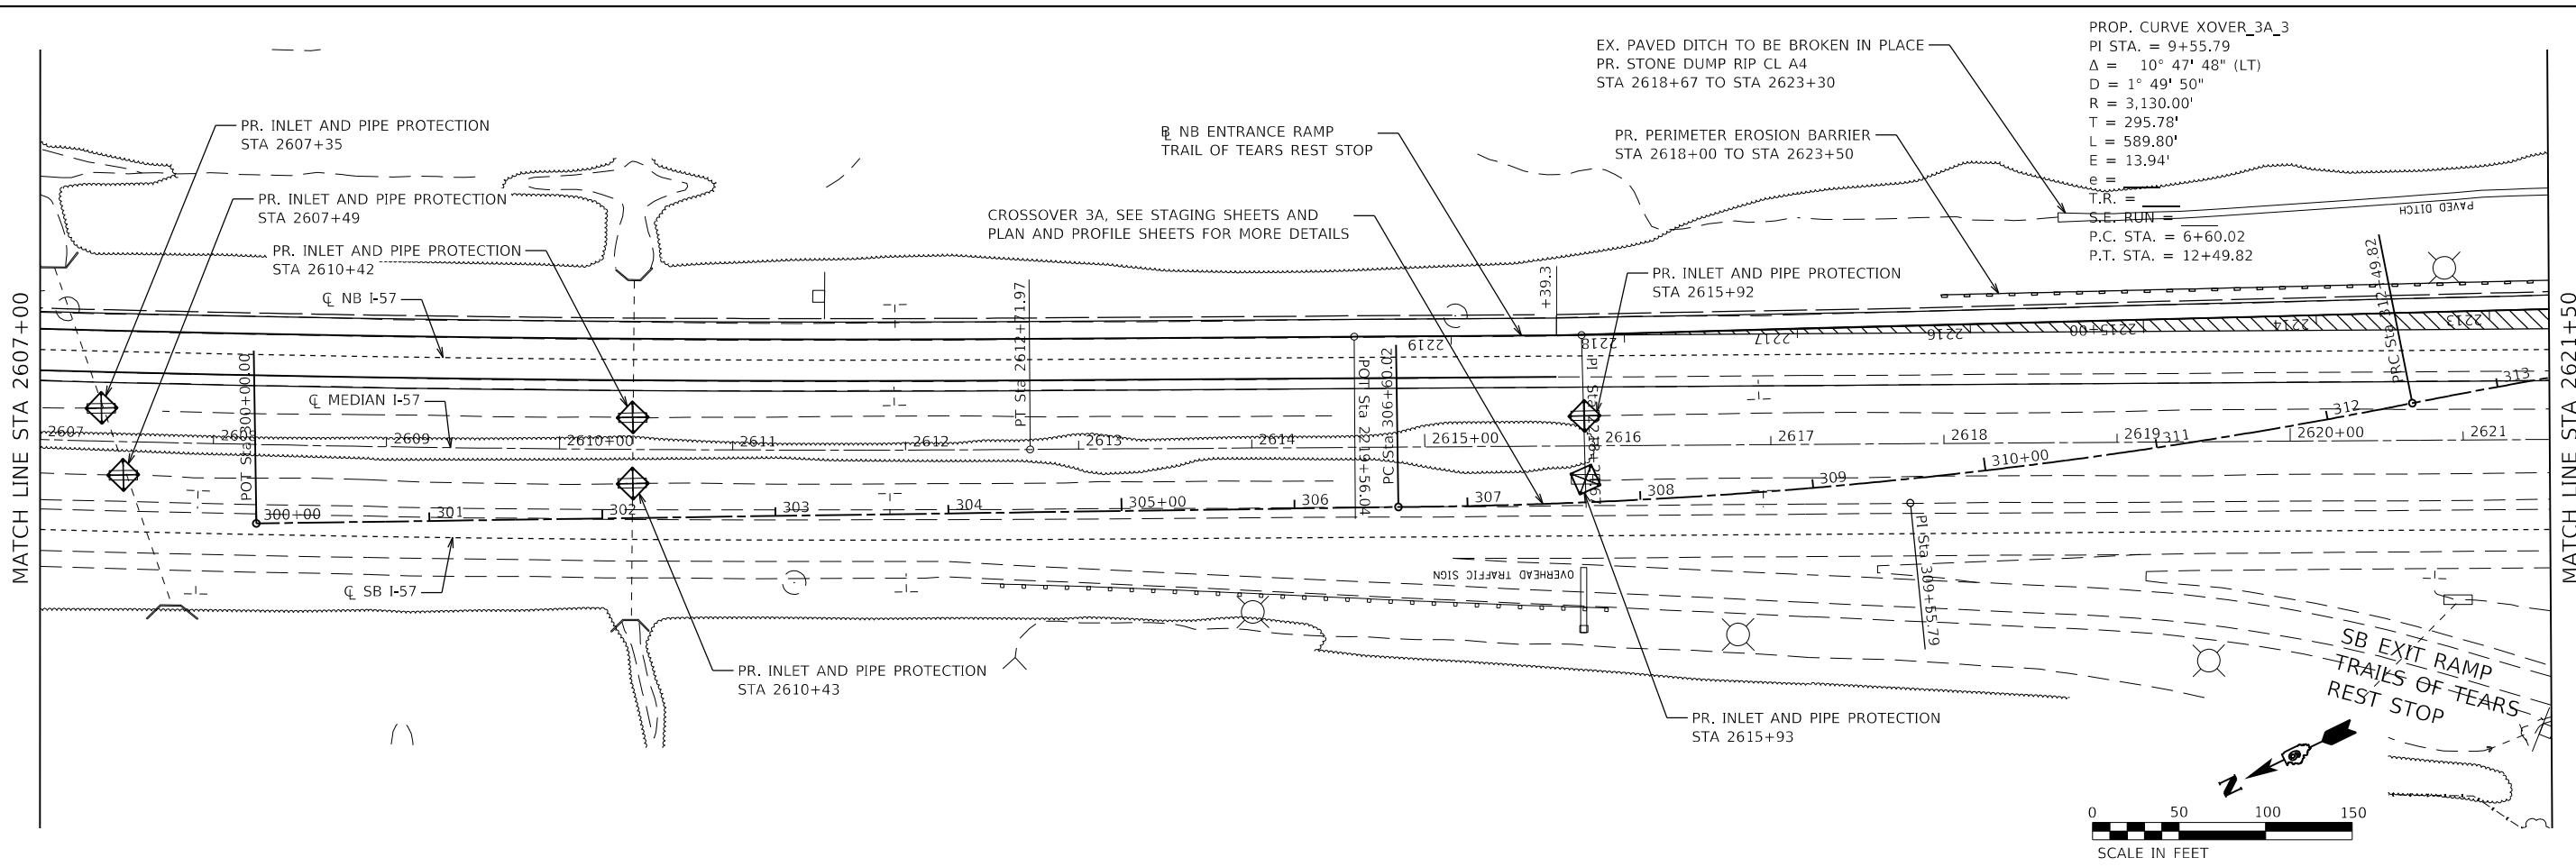 PROP. CURVE XOVER_3A_3
PI STA. = 9+55.79
Δ = 10° 47' 48" (LT)
D = 1° 49' 50"
R = 3,130.00'
T = 295.78'
L = 589.80'
E = 13.94'
e =
T.R. =
S.E. RUN =
P.C. STA. = 6+60.02
P.T. STA. = 12+49.82
EX. PAVED DITCH TO BE BROKEN IN PLACE
PR. STONE DUMP RIP CL A4
STA 2618+67 TO STA 2623+30
PR. INLET AND PIPE PROTECTION
STA 2607+35
℄ NB ENTRANCE RAMP
TRAIL OF TEARS REST STOP
PR. PERIMETER EROSION BARRIER
STA 2618+00 TO STA 2623+50
PR. INLET AND PIPE PROTECTION
STA 2607+49
CROSSOVER 3A, SEE STAGING SHEETS AND
PLAN AND PROFILE SHEETS FOR MORE DETAILS
PAVED DITCH
PR. INLET AND PIPE PROTECTION
STA 2610+42
PR. INLET AND PIPE PROTECTION
STA 2615+92
+39.3
℄ NB I-57
PT Sta 2612+71.97
MATCH LINE STA 2607+00
MATCH LINE STA 2621+50
2219
2218
2217
2216
2215+00
2214
2213
POT Sta 300+00.00
POT Sta 2219+56.04
PC Sta 306+60.02
PRC Sta 312+49.82
℄ MEDIAN I-57
2607
2608
2609
2610+00
2611
2612
2613
2614
2615+00
2616
2617
2618
2619
2620+00
2621
300+00
301
302
303
304
305+00
306
307
308
309
310+00
311
312
313
PI Sta 309+55.79
OVERHEAD TRAFFIC SIGN
℄ SB I-57
PR. INLET AND PIPE PROTECTION
STA 2610+43
PR. INLET AND PIPE PROTECTION
STA 2615+93
SB EXIT RAMP
TRAILS OF TEARS
REST STOP
N
0 50 100 150
SCALE IN FEET